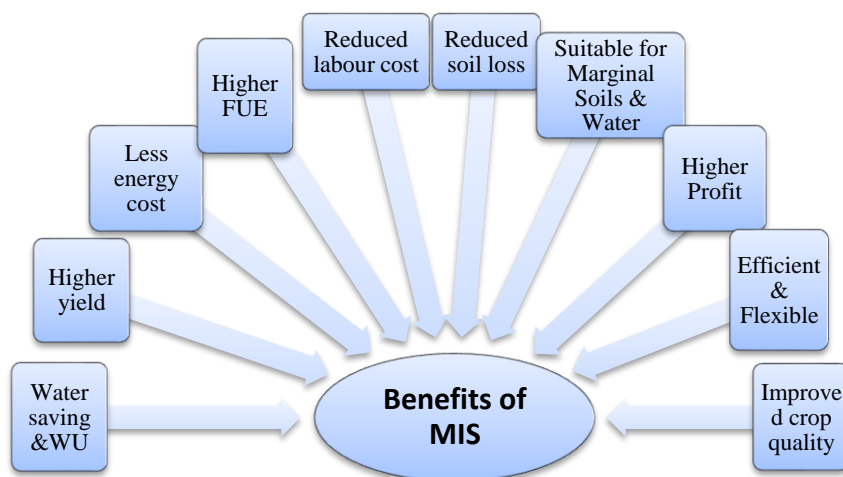 Water
saving
&WU
Higher
yield
Less
energy
cost
Higher
FUE
Reduced
labour cost
Reduced
soil loss
Suitable for
Marginal
Soils &
Water
Higher
Profit
Efficient
&
Flexible
Improve
d crop
quality
Benefits of
MIS